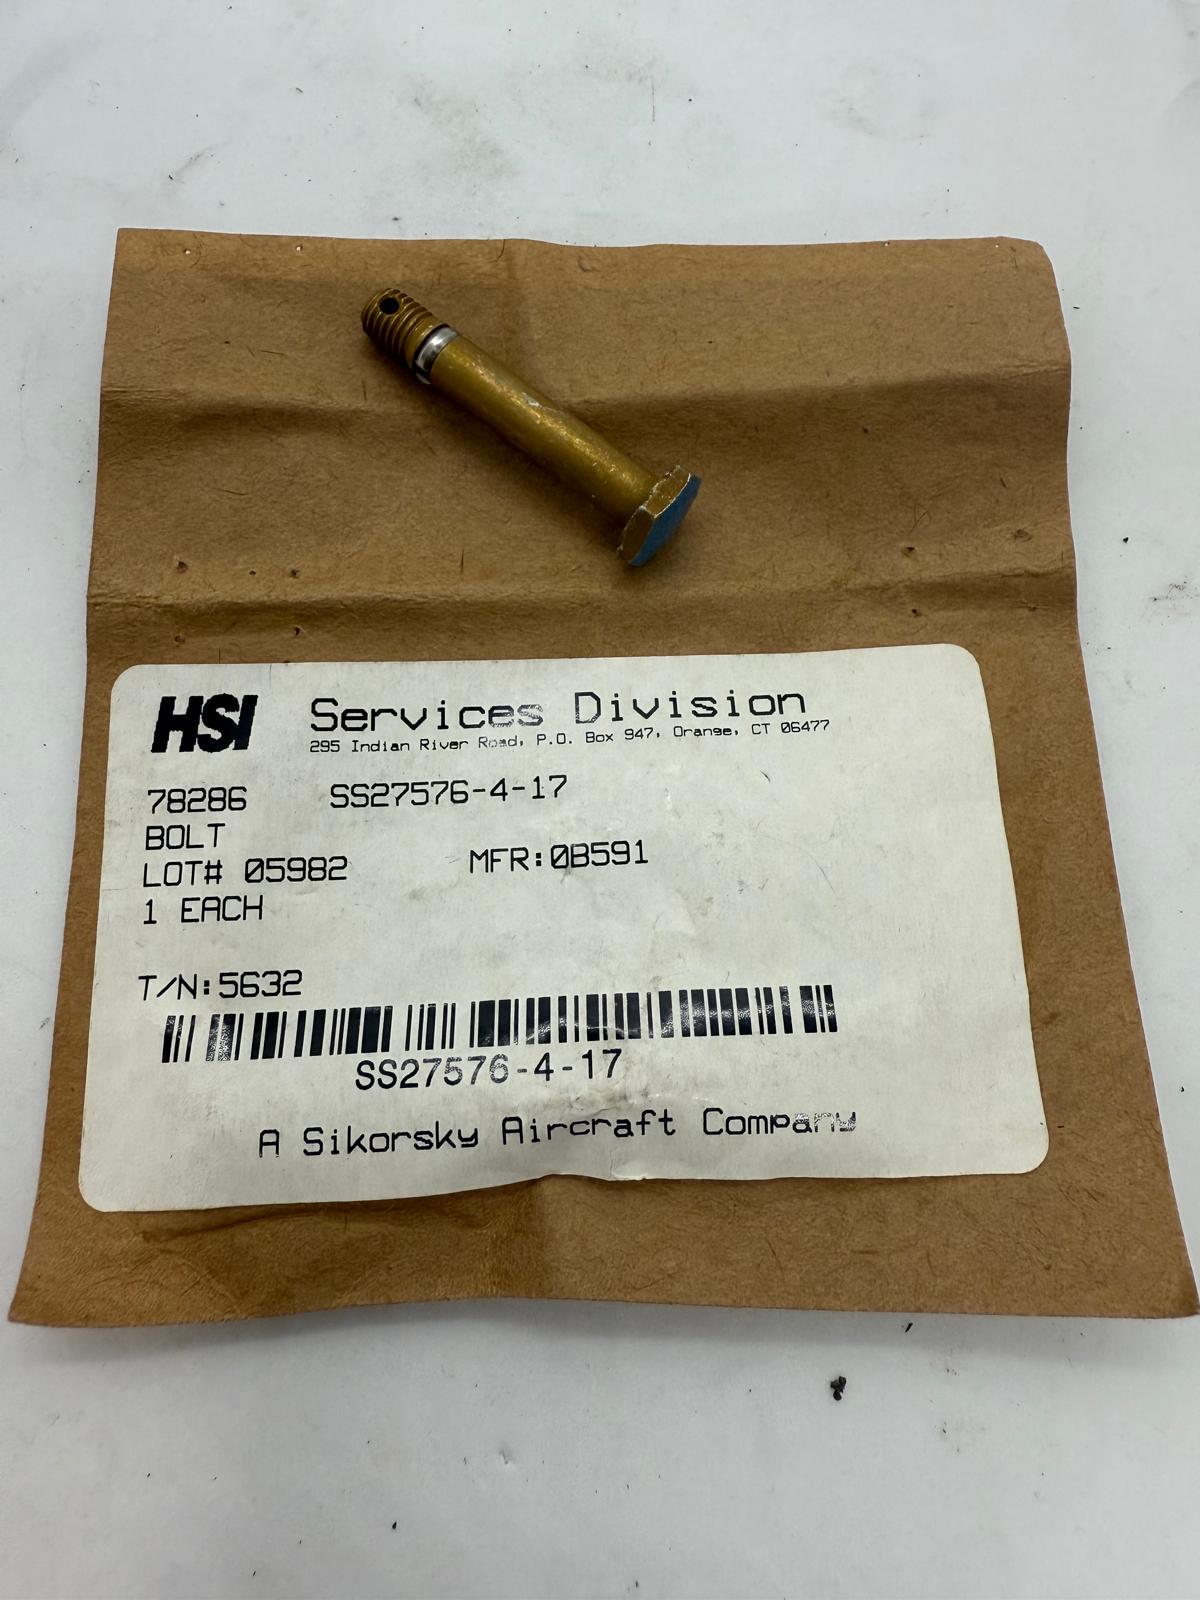 HSI Services Division
295 Indian River Road, P.O. Box 947, Orange, CT 06477
78286 SS27576-4-17
BOLT
LOT# 05982 MFR:0B591
1 EACH
T/N:5632
SS27576-4-17
A Sikorsky Aircraft Company